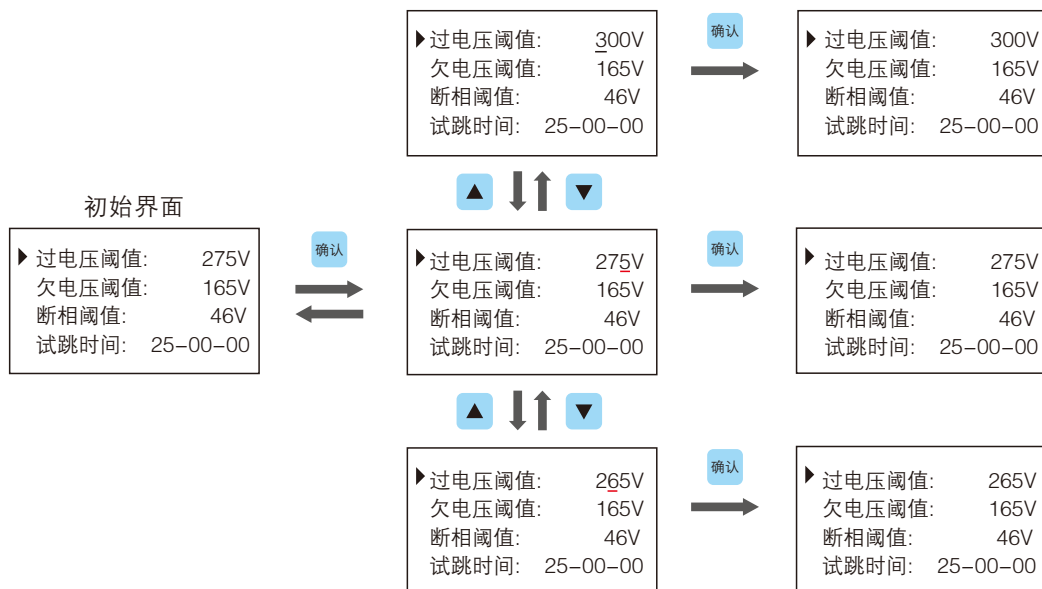 过电压阈值: 300V
欠电压阈值: 165V
断相阈值: 46V
试跳时间: 25-00-00
确认
过电压阈值: 300V
欠电压阈值: 165V
断相阈值: 46V
试跳时间: 25-00-00
初始界面
过电压阈值: 275V
欠电压阈值: 165V
断相阈值: 46V
试跳时间: 25-00-00
确认
过电压阈值: 275V
欠电压阈值: 165V
断相阈值: 46V
试跳时间: 25-00-00
确认
过电压阈值: 275V
欠电压阈值: 165V
断相阈值: 46V
试跳时间: 25-00-00
过电压阈值: 265V
欠电压阈值: 165V
断相阈值: 46V
试跳时间: 25-00-00
确认
过电压阈值: 265V
欠电压阈值: 165V
断相阈值: 46V
试跳时间: 25-00-00